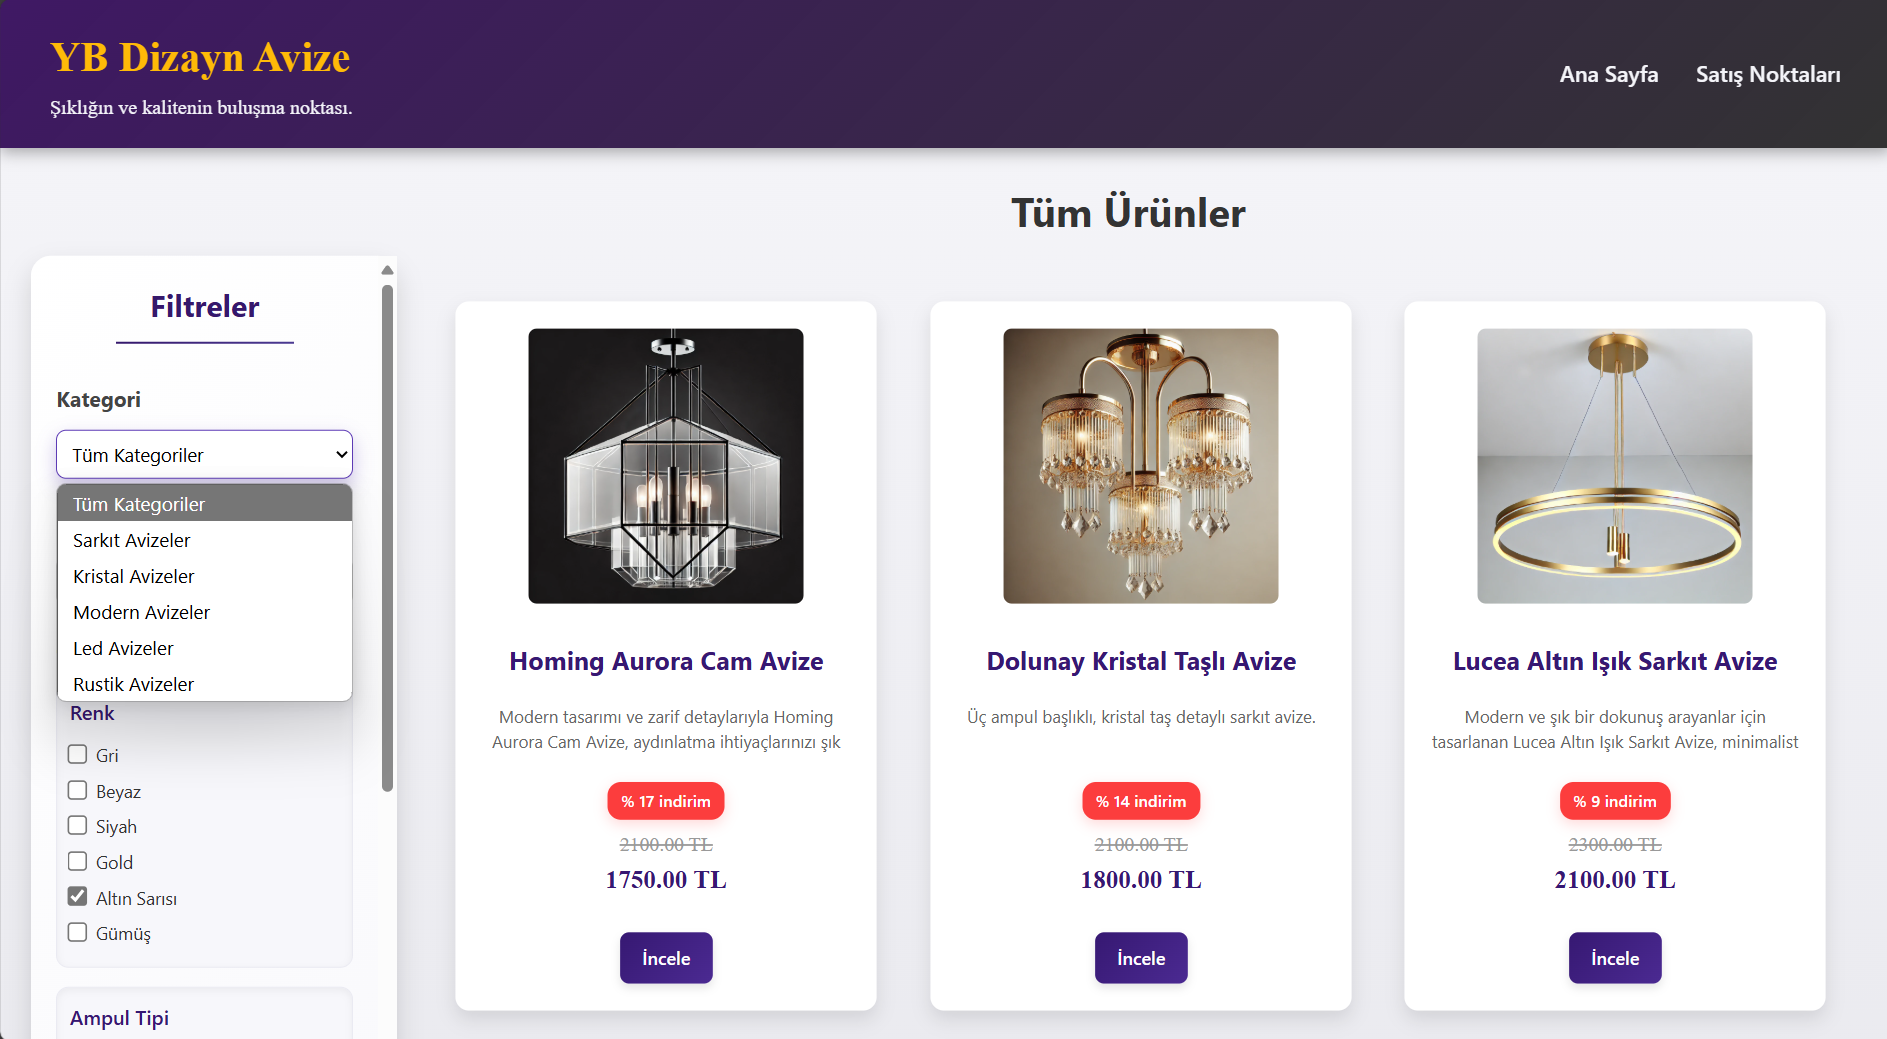 YB Dizayn Avize
Şıklığın ve kalitenin buluşma noktası.
Ana Sayfa
Satış Noktaları
Tüm Ürünler
Filtreler
Kategori
Tüm Kategoriler
Tüm Kategoriler
Sarkıt Avizeler
Kristal Avizeler
Modern Avizeler
Led Avizeler
Rustik Avizeler
Renk
Gri
Beyaz
Siyah
Gold
Altın Sarısı
Gümüş
Ampul Tipi
Homing Aurora Cam Avize
Modern tasarımı ve zarif detaylarıyla Homing
Aurora Cam Avize, aydınlatma ihtiyaçlarınızı şık
% 17 indirim
2100.00 TL
1750.00 TL
İncele
Dolunay Kristal Taşlı Avize
Üç ampul başlıklı, kristal taş detaylı sarkıt avize.
% 14 indirim
2100.00 TL
1800.00 TL
İncele
Lucea Altın Işık Sarkıt Avize
Modern ve şık bir dokunuş arayanlar için
tasarlanan Lucea Altın Işık Sarkıt Avize, minimalist
% 9 indirim
2300.00 TL
2100.00 TL
İncele